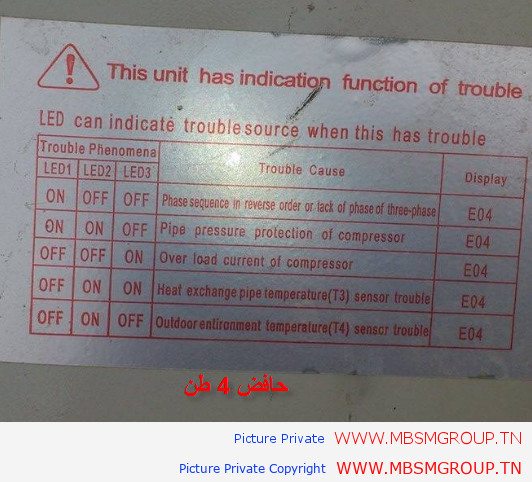 This unit has indication function of trouble
LED can indicate trouble source when this has trouble
Trouble Phenomena Trouble Cause Display
LED1 LED2 LED3
ON OFF OFF Phase sequence in reverse order or lack of phase of three-phase E04
ON ON OFF Pipe pressure protection of compressor E04
OFF OFF ON Over load current of compressor E04
OFF ON ON Heat exchange pipe temperature(T3) sensor trouble E04
OFF ON OFF Outdoor entironment temperature(T4) sensor trouble E04
حافض 4 طن
Picture Private WWW.MBSMGROUP.TN
Picture Private Copyright WWW.MBSMGROUP.TN